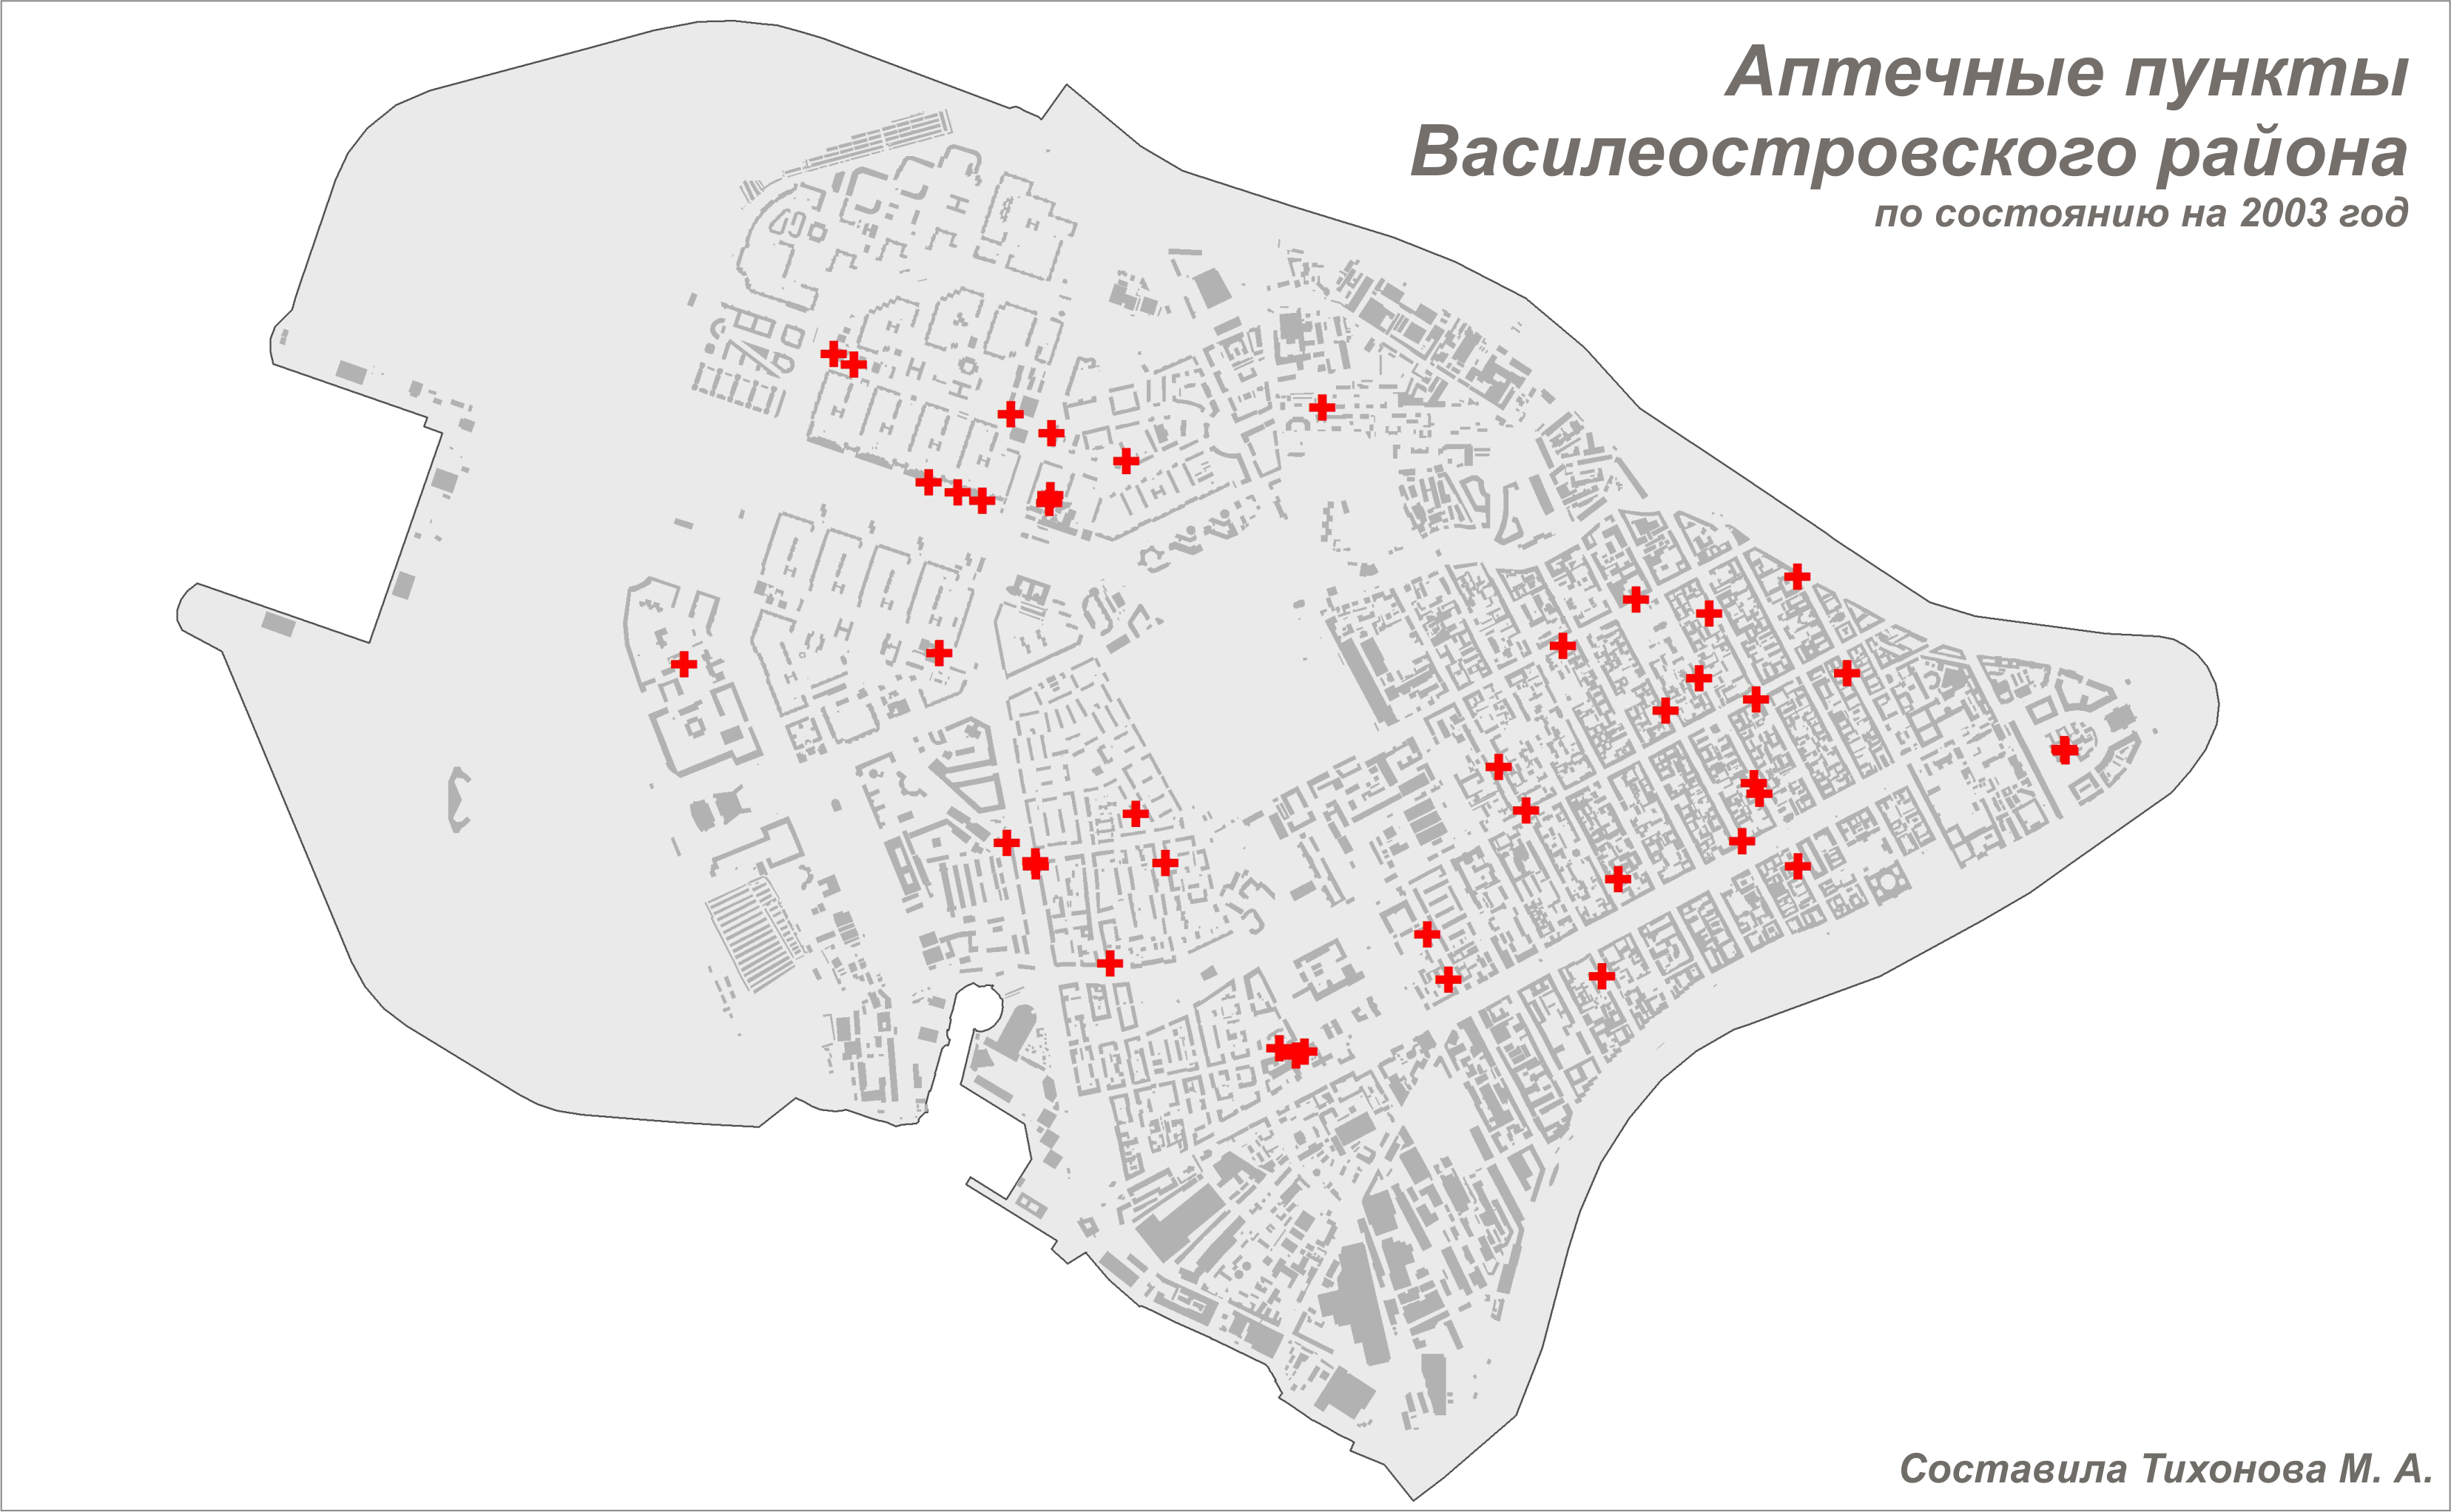 Аптечные пункты
Василеостровского района
по состоянию на 2003 год
Составила Тихонова М. А.